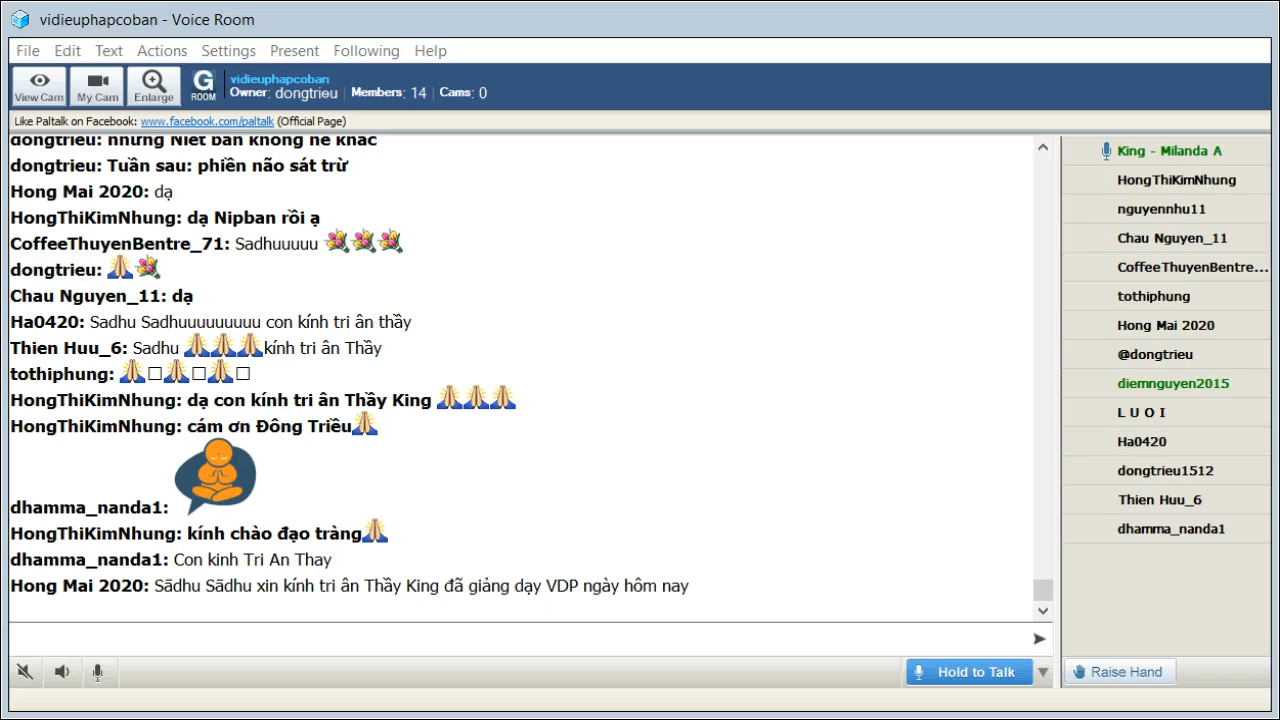 vidieuphapcoban - Voice Room
File Edit Text Actions Settings Present Following Help
View Cam
My Cam
Enlarge
G ROOM
vidieuphapcoban
Owner: dongtrieu | Members: 14 | Cams: 0
Like Paltalk on Facebook: www.facebook.com/paltalk (Official Page)
dongtrieu: nhưng Niết bàn không hề khác
dongtrieu: Tuần sau: phiền não sát trừ
Hong Mai 2020: dạ
HongThiKimNhung: dạ Nipban rồi ạ
CoffeeThuyenBentre_71: Sadhuuuuu
dongtrieu:
Chau Nguyen_11: dạ
Ha0420: Sadhu Sadhuuuuuuuuu con kính tri ân thầy
Thien Huu_6: Sadhu kính tri ân Thầy
tothiphung:
HongThiKimNhung: dạ con kính tri ân Thầy King
HongThiKimNhung: cám ơn Đông Triều
dhamma_nanda1:
HongThiKimNhung: kính chào đạo tràng
dhamma_nanda1: Con kinh Tri An Thay
Hong Mai 2020: Sādhu Sādhu xin kính tri ân Thầy King đã giảng dạy VDP ngày hôm nay
Hold to Talk
King - Milanda A
HongThiKimNhung
nguyennhu11
Chau Nguyen_11
CoffeeThuyenBentre...
tothiphung
Hong Mai 2020
@dongtrieu
diemnguyen2015
L U O I
Ha0420
dongtrieu1512
Thien Huu_6
dhamma_nanda1
Raise Hand